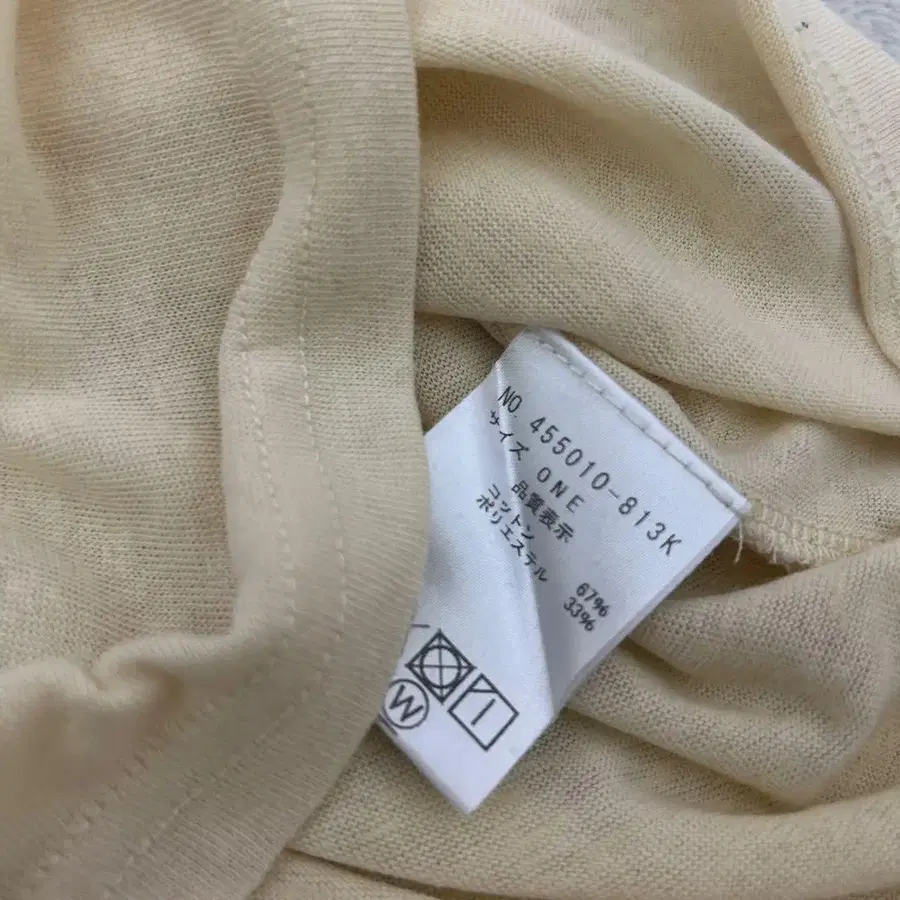 NO. 455010-813K
サイズ ONE
品質表示
コットン 67%
ポリエステル 33%
W